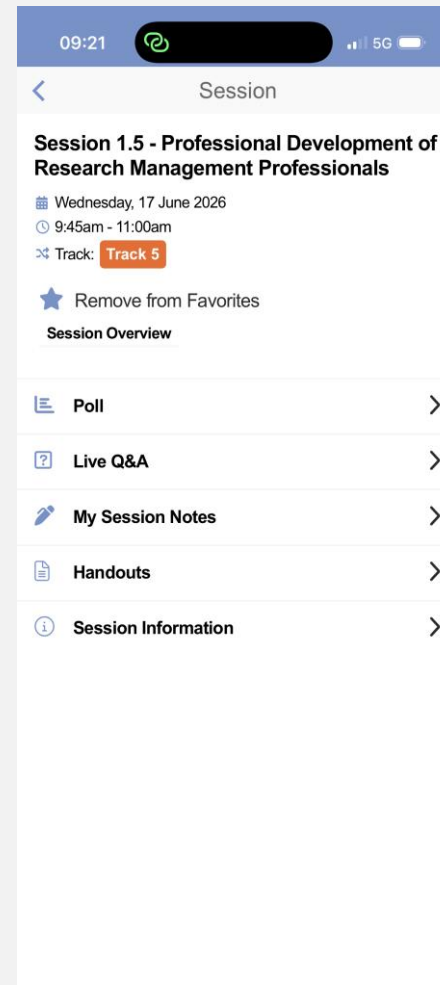 09:21
5G
Session
Session 1.5 - Professional Development of
Research Management Professionals
Wednesday, 17 June 2026
9:45am - 11:00am
Track: Track 5
Remove from Favorites
Session Overview
Poll
Live Q&A
My Session Notes
Handouts
Session Information